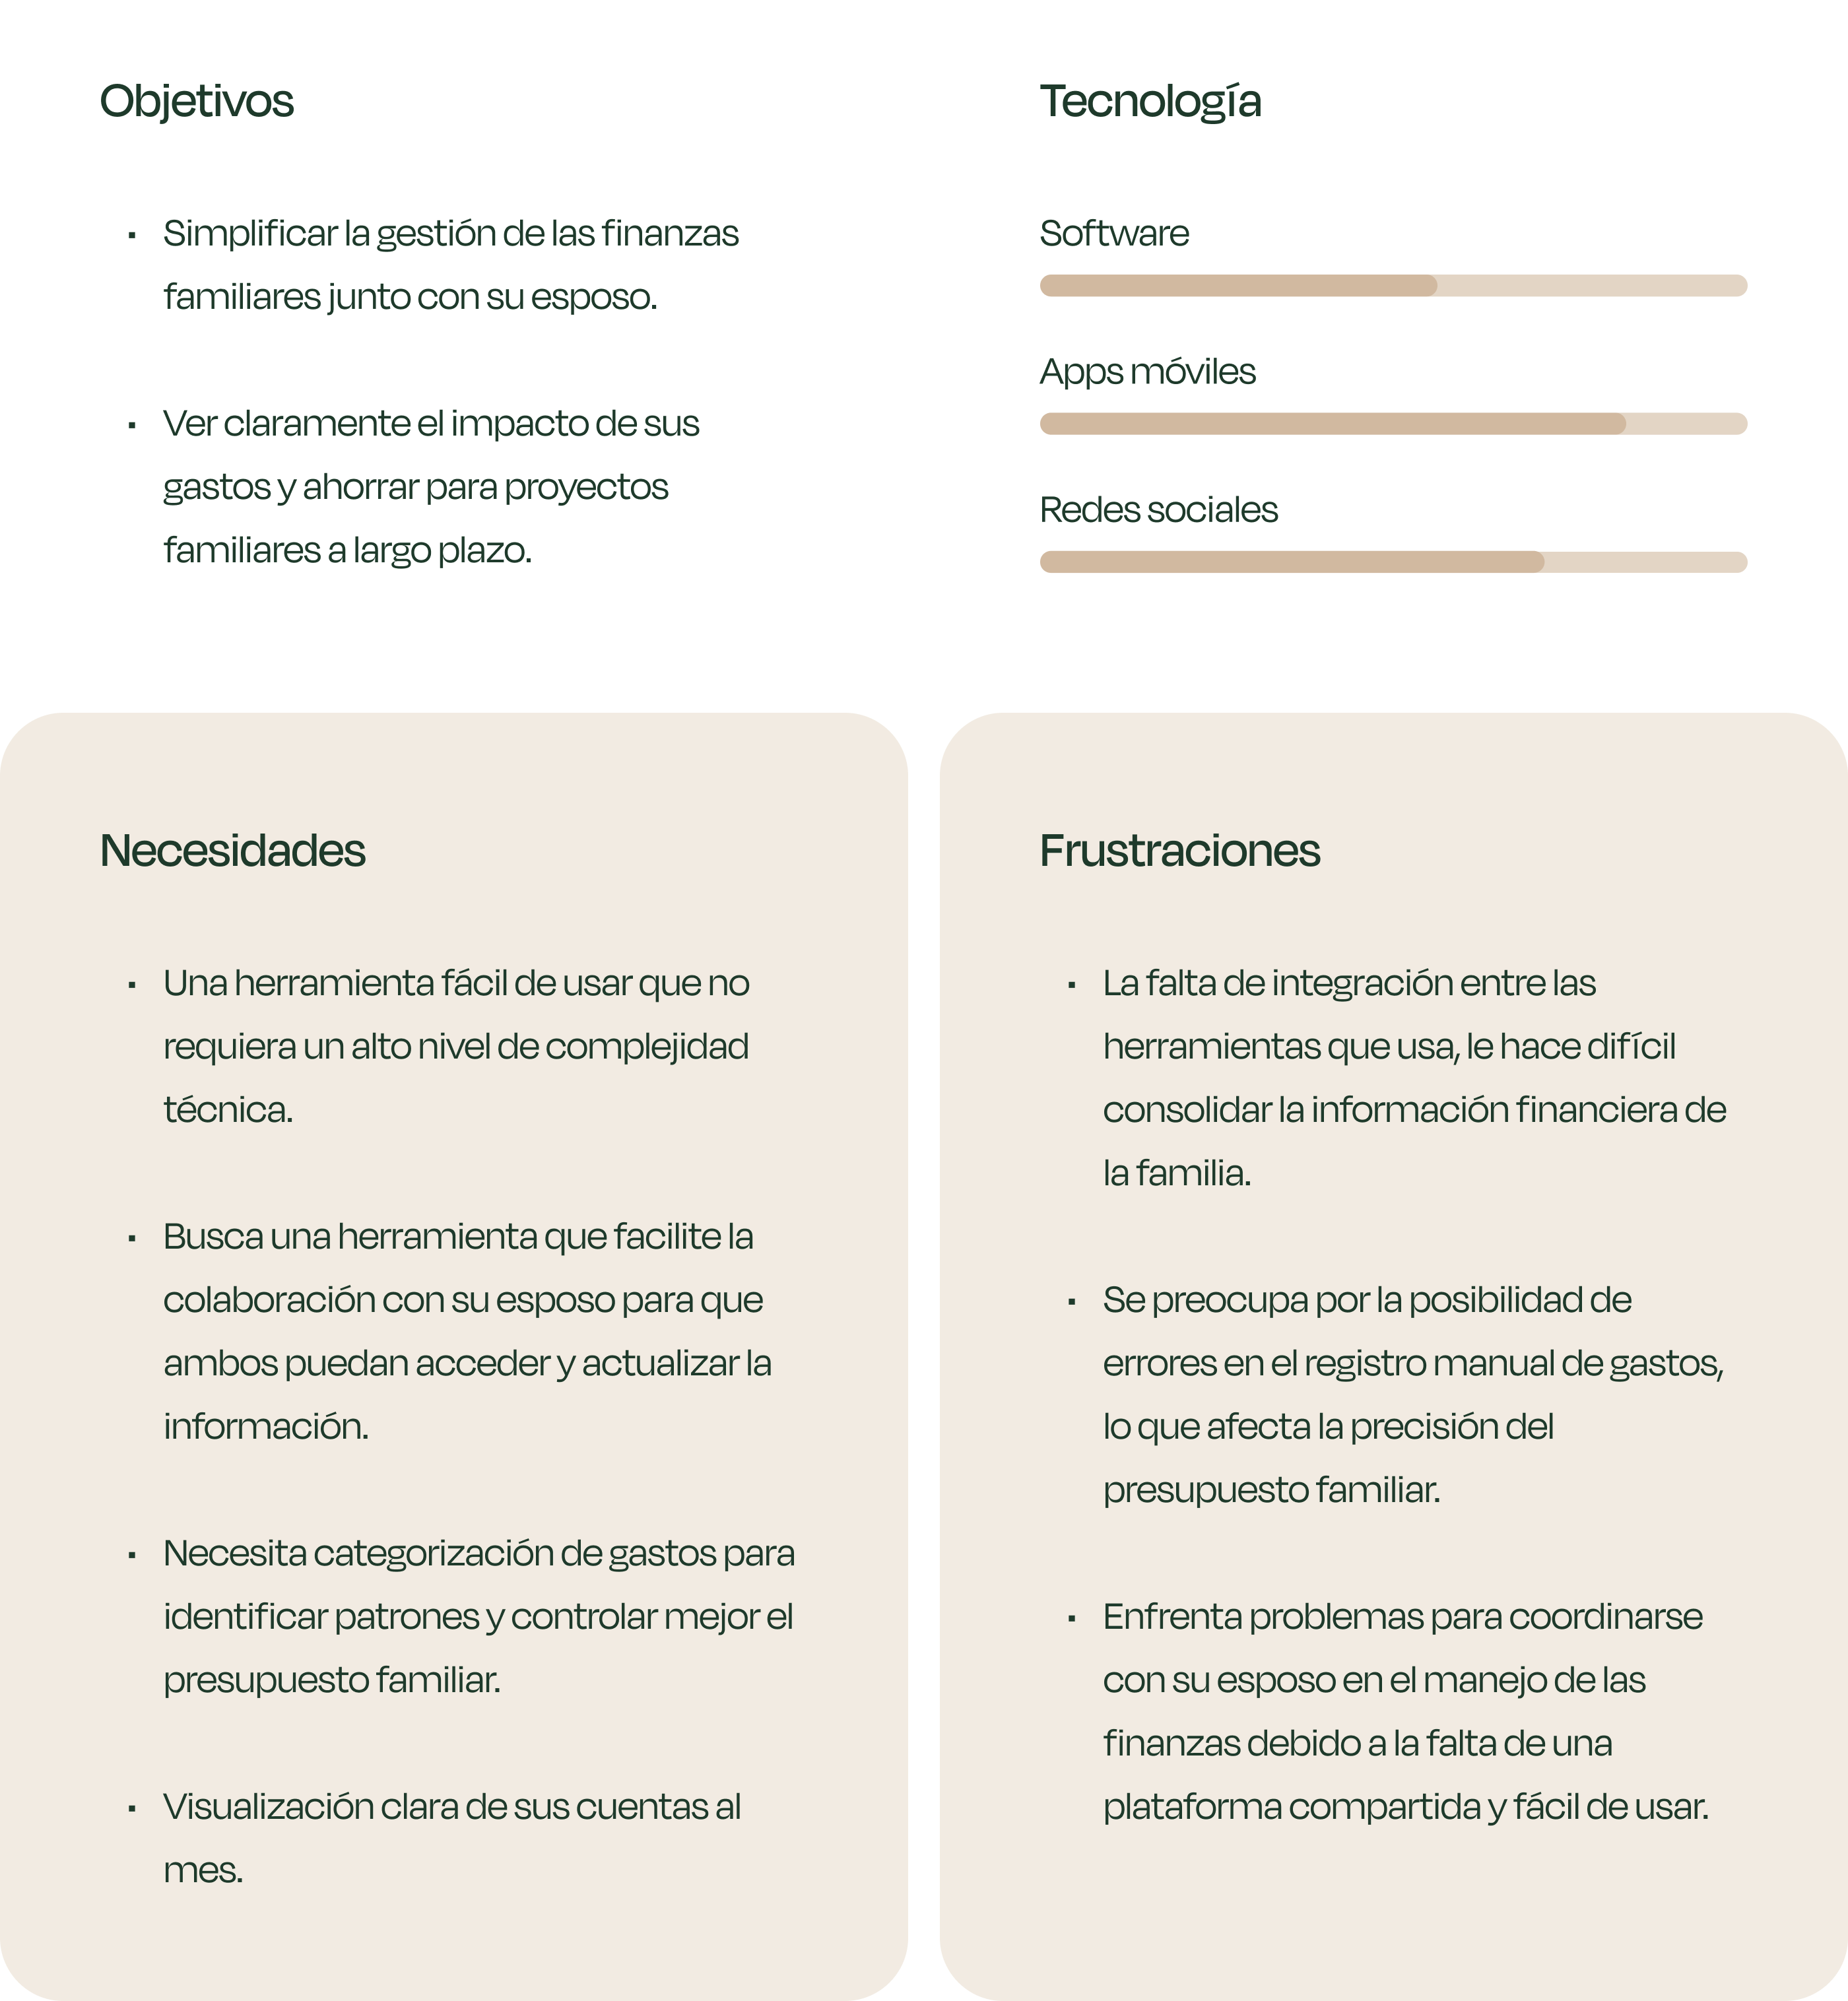 Objetivos
Simplificar la gestión de las finanzas
familiares junto con su esposo.
Ver claramente el impacto de sus
gastos y ahorrar para proyectos
familiares a largo plazo.
Tecnología
Software
Apps móviles
Redes sociales
Necesidades
Una herramienta fácil de usar que no
requiera un alto nivel de complejidad
técnica.
Busca una herramienta que facilite la
colaboración con su esposo para que
ambos puedan acceder y actualizar la
información.
Necesita categorización de gastos para
identificar patrones y controlar mejor el
presupuesto familiar.
Visualización clara de sus cuentas al
mes.
Frustraciones
La falta de integración entre las
herramientas que usa, le hace difícil
consolidar la información financiera de
la familia.
Se preocupa por la posibilidad de
errores en el registro manual de gastos,
lo que afecta la precisión del
presupuesto familiar.
Enfrenta problemas para coordinarse
con su esposo en el manejo de las
finanzas debido a la falta de una
plataforma compartida y fácil de usar.